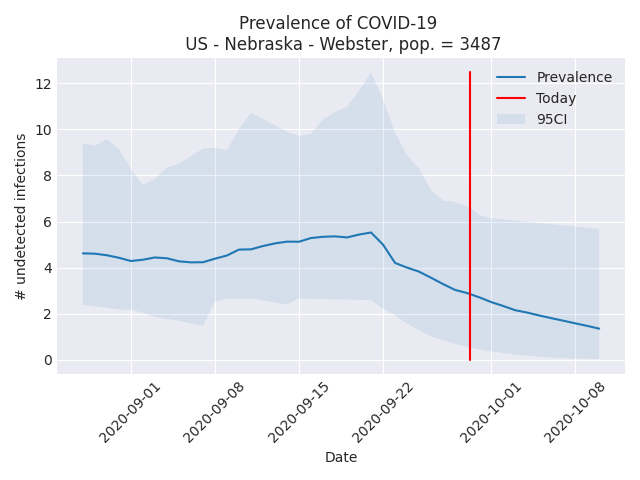 Prevalence of COVID-19
US - Nebraska - Webster, pop. = 3487
Prevalence
Today
95CI
# undetected infections
12
10
8
6
4
2
0
2020-09-01
2020-09-08
2020-09-15
2020-09-22
2020-10-01
2020-10-08
Date